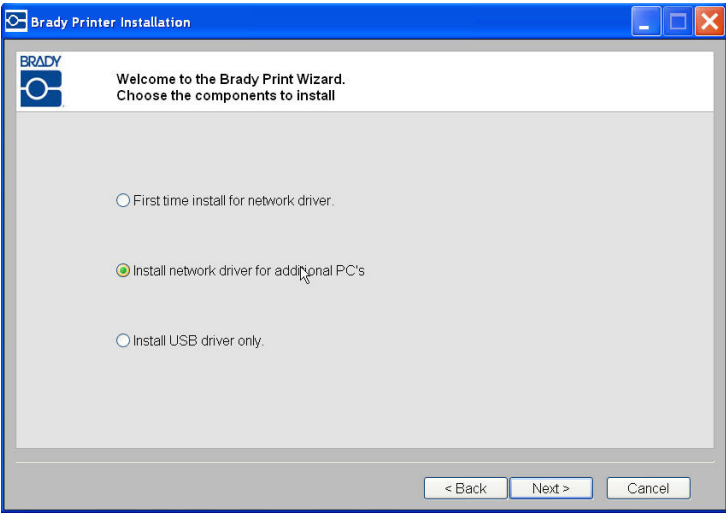 Brady Printer Installation
BRADY
Welcome to the Brady Print Wizard.
Choose the components to install
First time install for network driver.
Install network driver for additional PC's
Install USB driver only.
< Back
Next >
Cancel